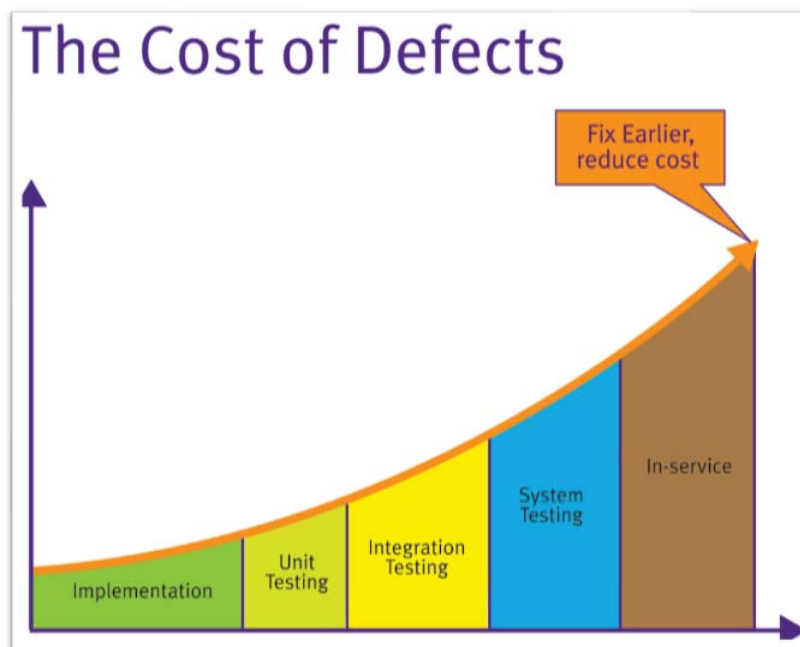 The Cost of Defects
Fix Earlier,
reduce cost
Implementation
Unit
Testing
Integration
Testing
System
Testing
In-service